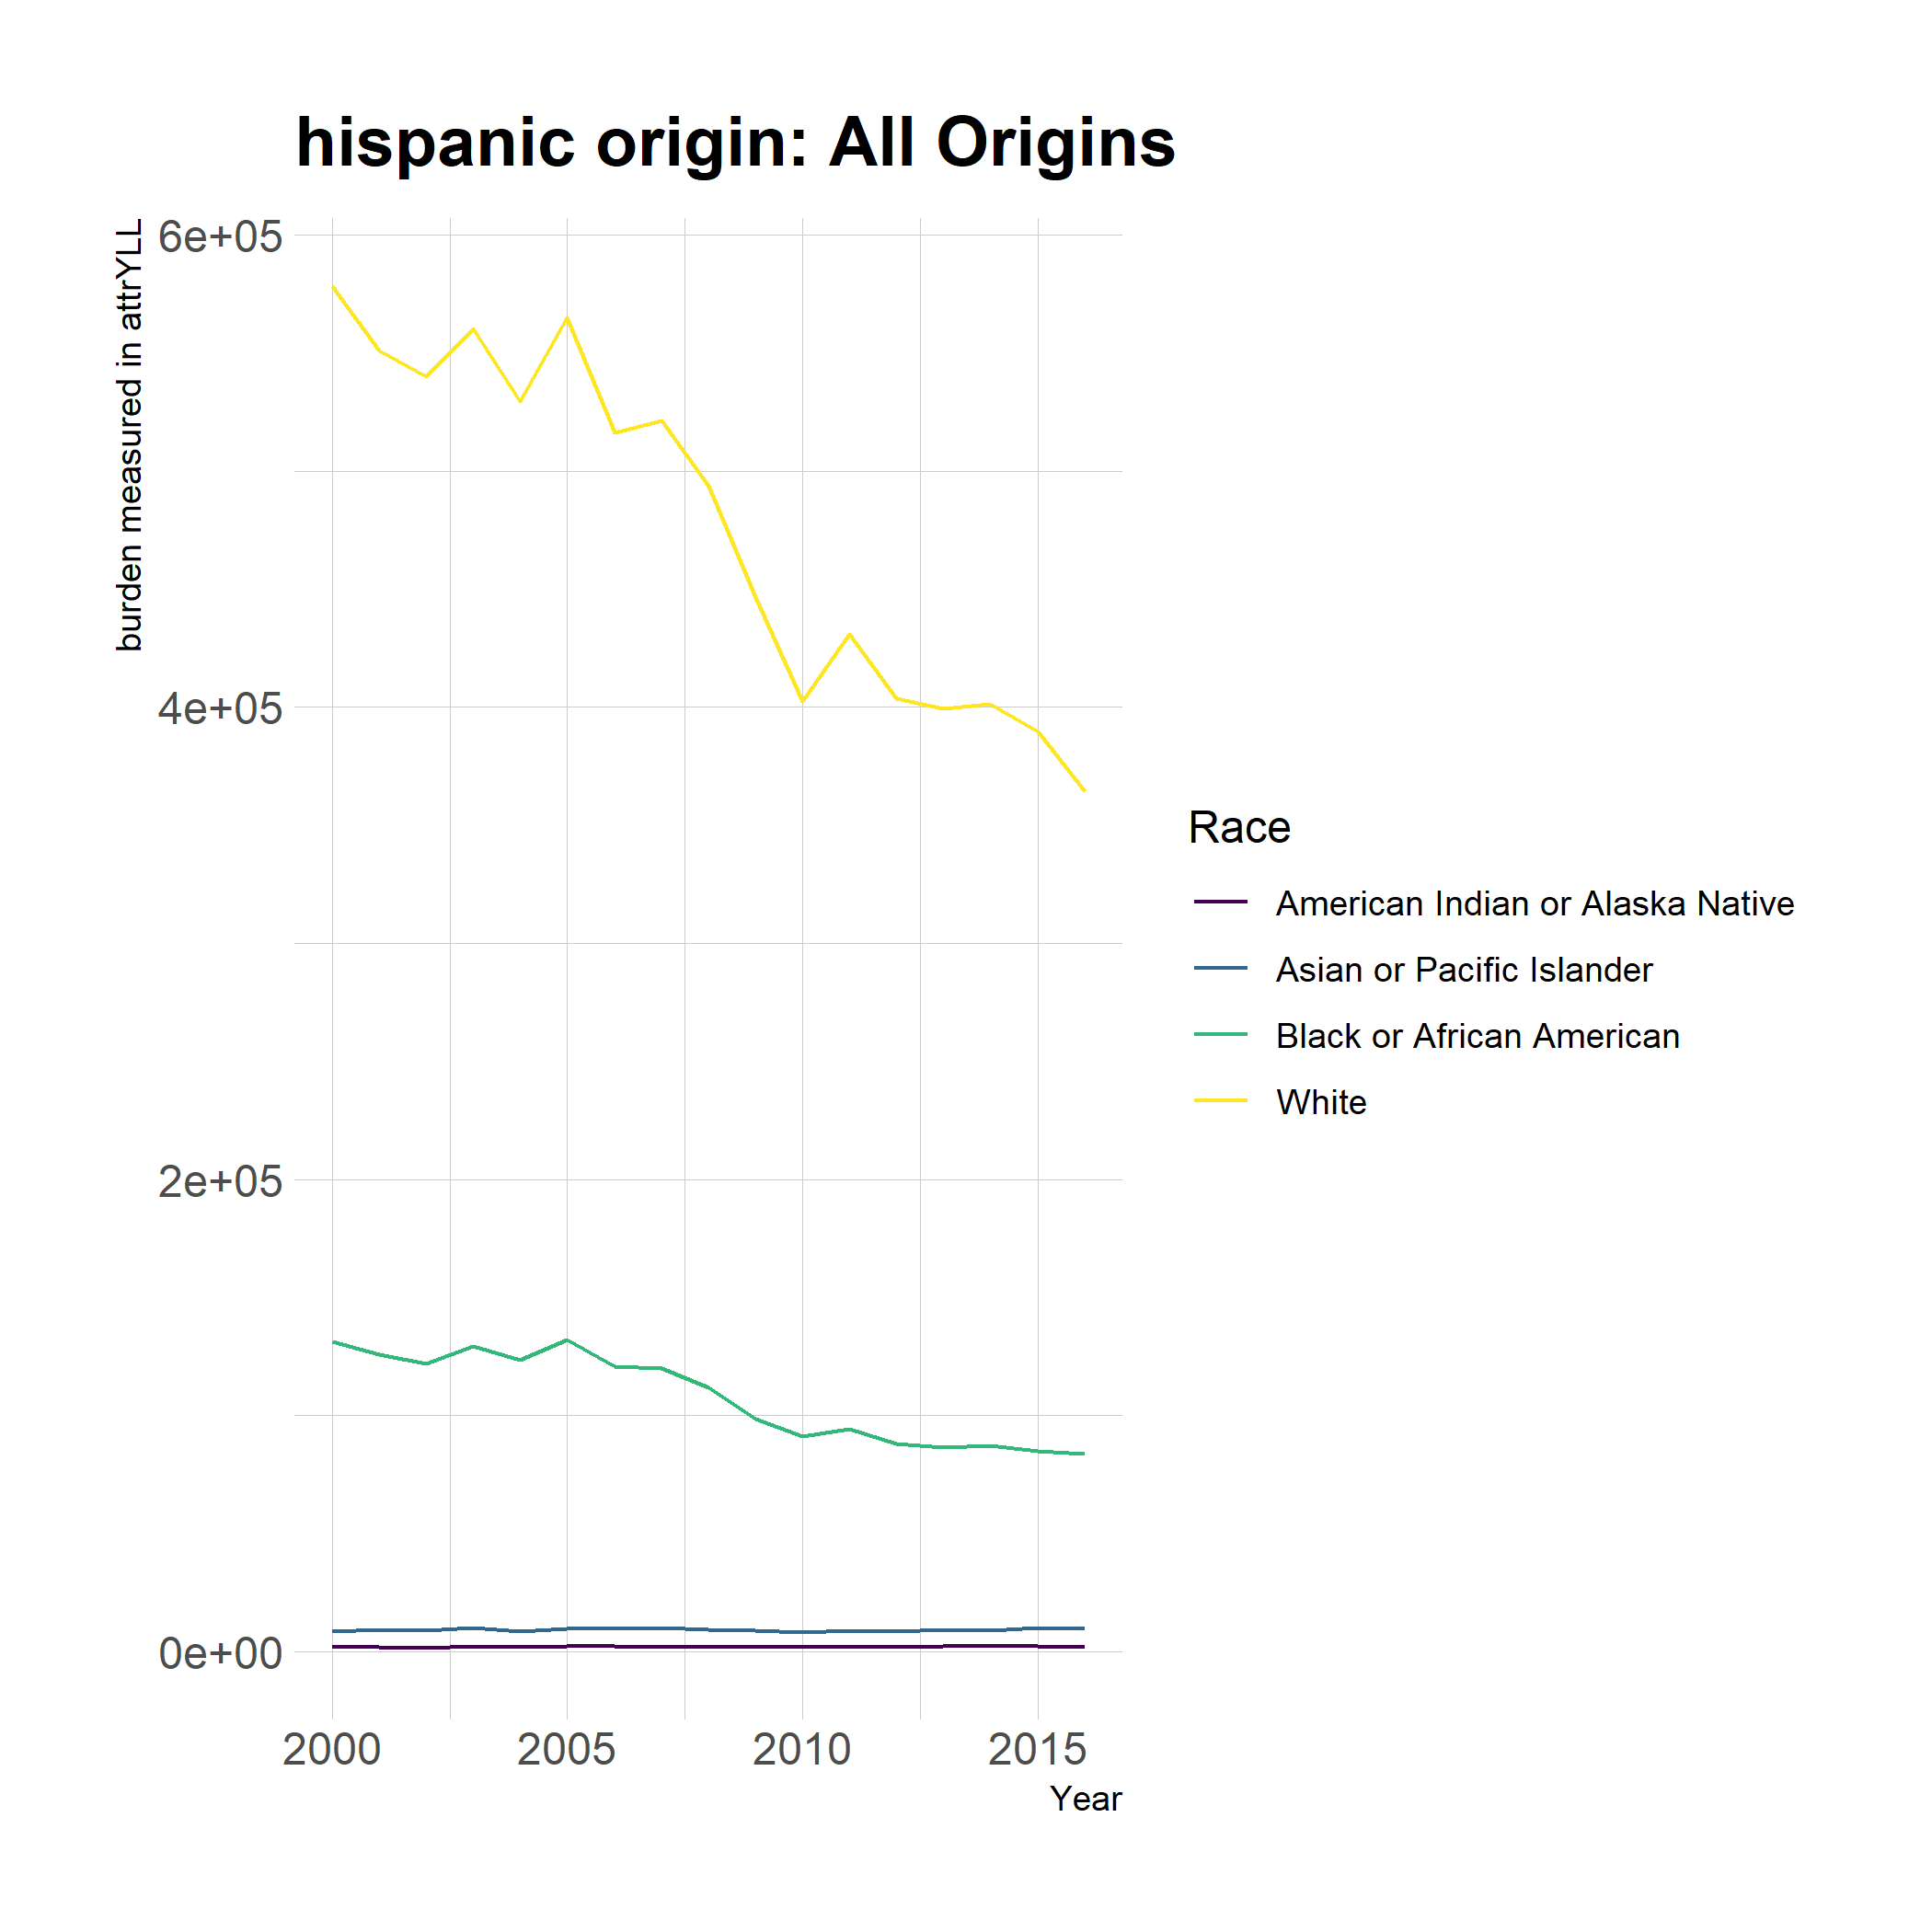 hispanic origin: All Origins
burden measured in attrYLL
6e+05
4e+05
2e+05
0e+00
2000 2005 2010 2015
Year
Race
American Indian or Alaska Native
Asian or Pacific Islander
Black or African American
White